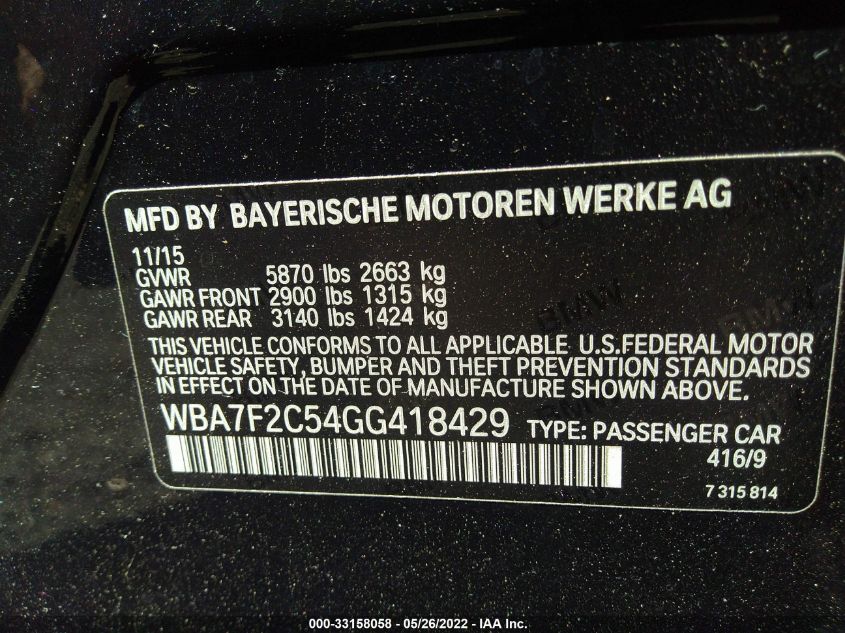 MFD BY BAYERISCHE MOTOREN WERKE AG
11/15
GVWR 5870 lbs 2663 kg
GAWR FRONT 2900 lbs 1315 kg
GAWR REAR 3140 lbs 1424 kg
THIS VEHICLE CONFORMS TO ALL APPLICABLE U.S.FEDERAL MOTOR
VEHICLE SAFETY, BUMPER AND THEFT PREVENTION STANDARDS
IN EFFECT ON THE DATE OF MANUFACTURE SHOWN ABOVE.
WBA7F2C54GG418429 TYPE: PASSENGER CAR
416/9
7 315 814
BMW
BMW
000-33158058 - 05/26/2022 - IAA Inc.